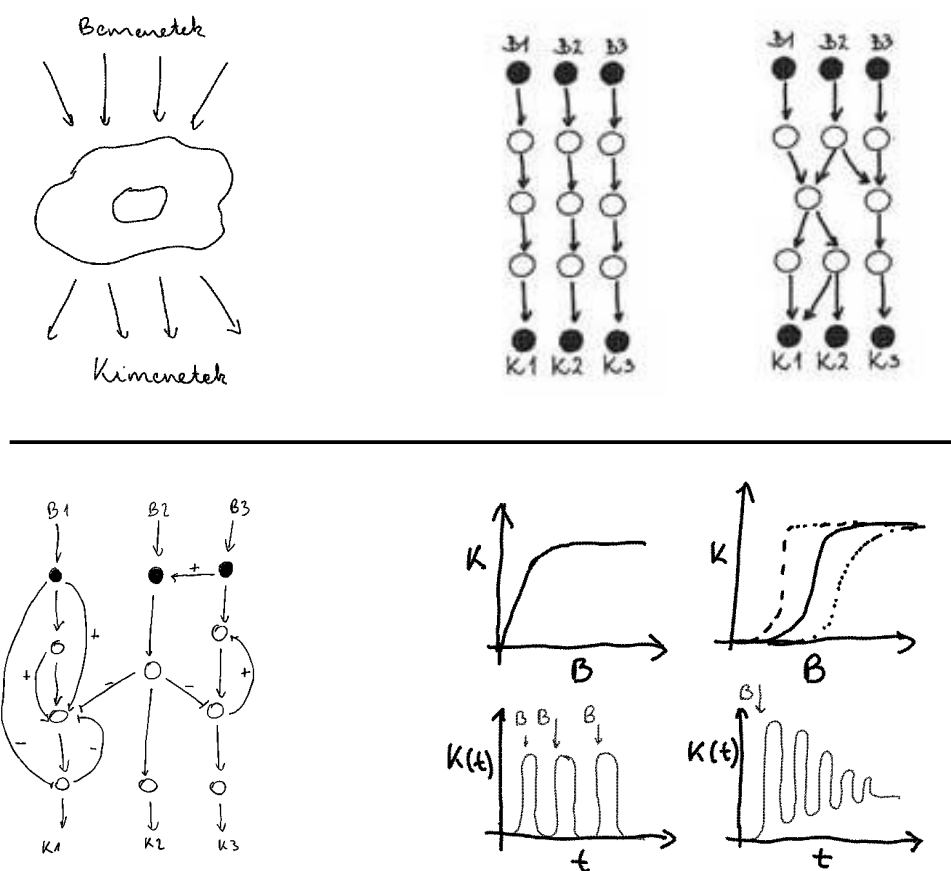 Bemenetek
Kimenetek
B1 B2 B3
K1 K2 K3
B1 B2 B3
K1 K2 K3
B1 B2 B3
+
+
+
+
-
-
-
-
K1 K2 K3
K
B
K
B
B B B
K(t)
t
B
K(t)
t